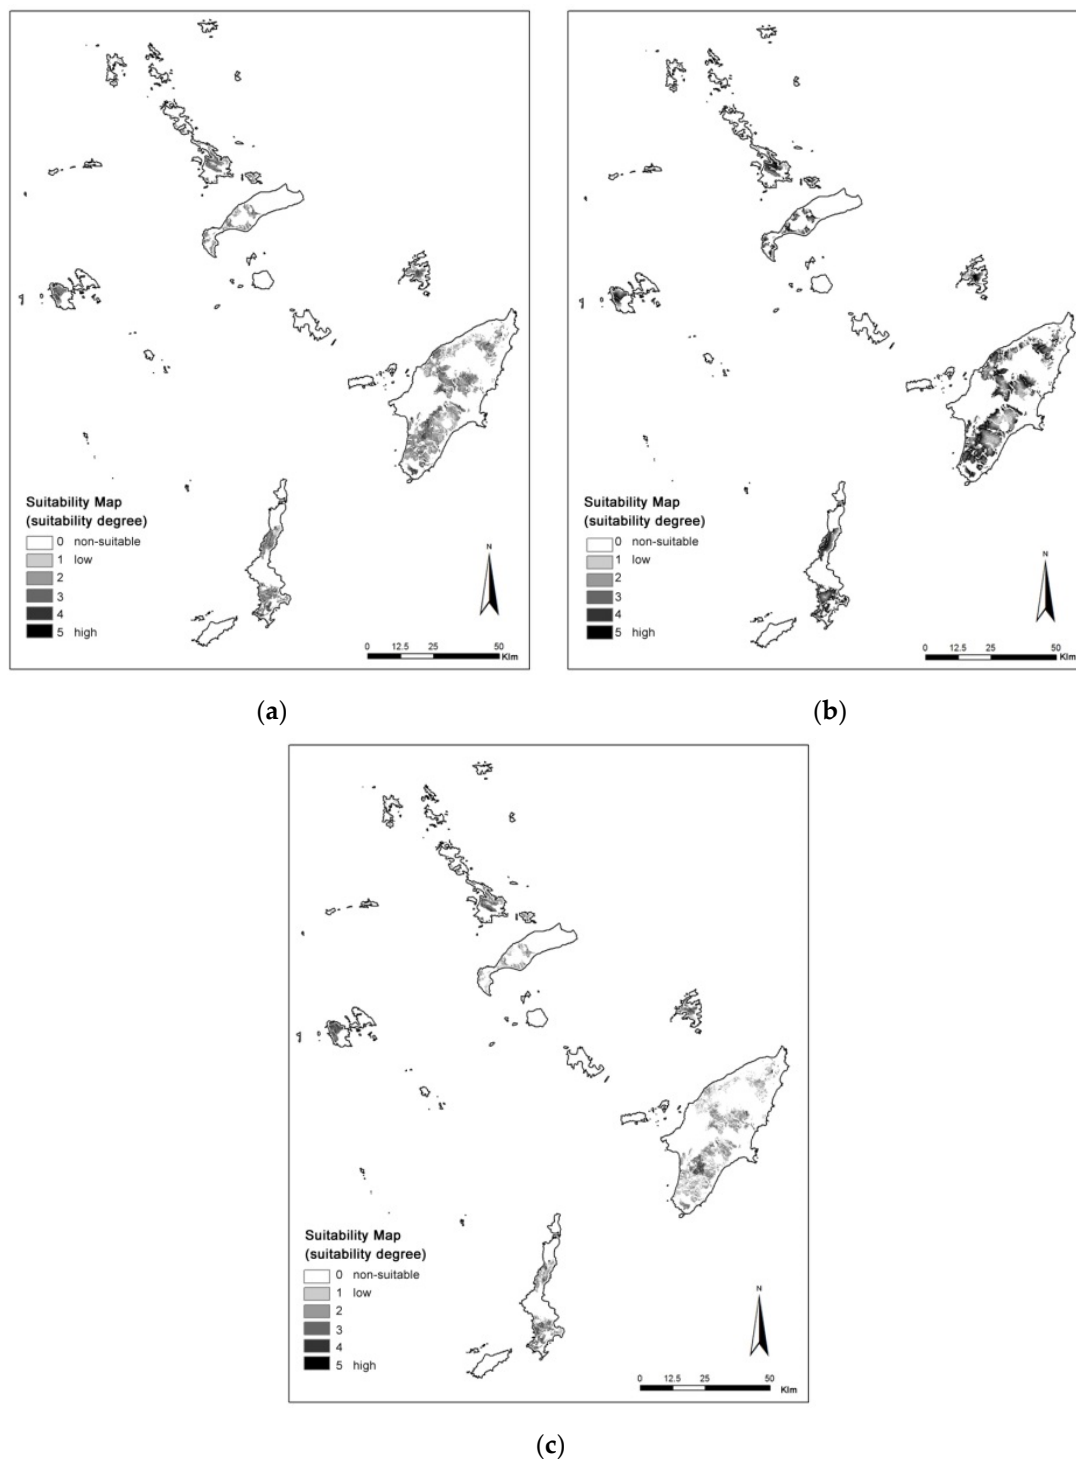 Suitability Map
(suitability degree)
0 non-suitable
1 low
2
3
4
5 high
N
0 12.5 25 50
Klm
(a)
Suitability Map
(suitability degree)
0 non-suitable
1 low
2
3
4
5 high
N
0 12.5 25 50
Klm
(b)
Suitability Map
(suitability degree)
0 non-suitable
1 low
2
3
4
5 high
N
0 12.5 25 50
Klm
(c)